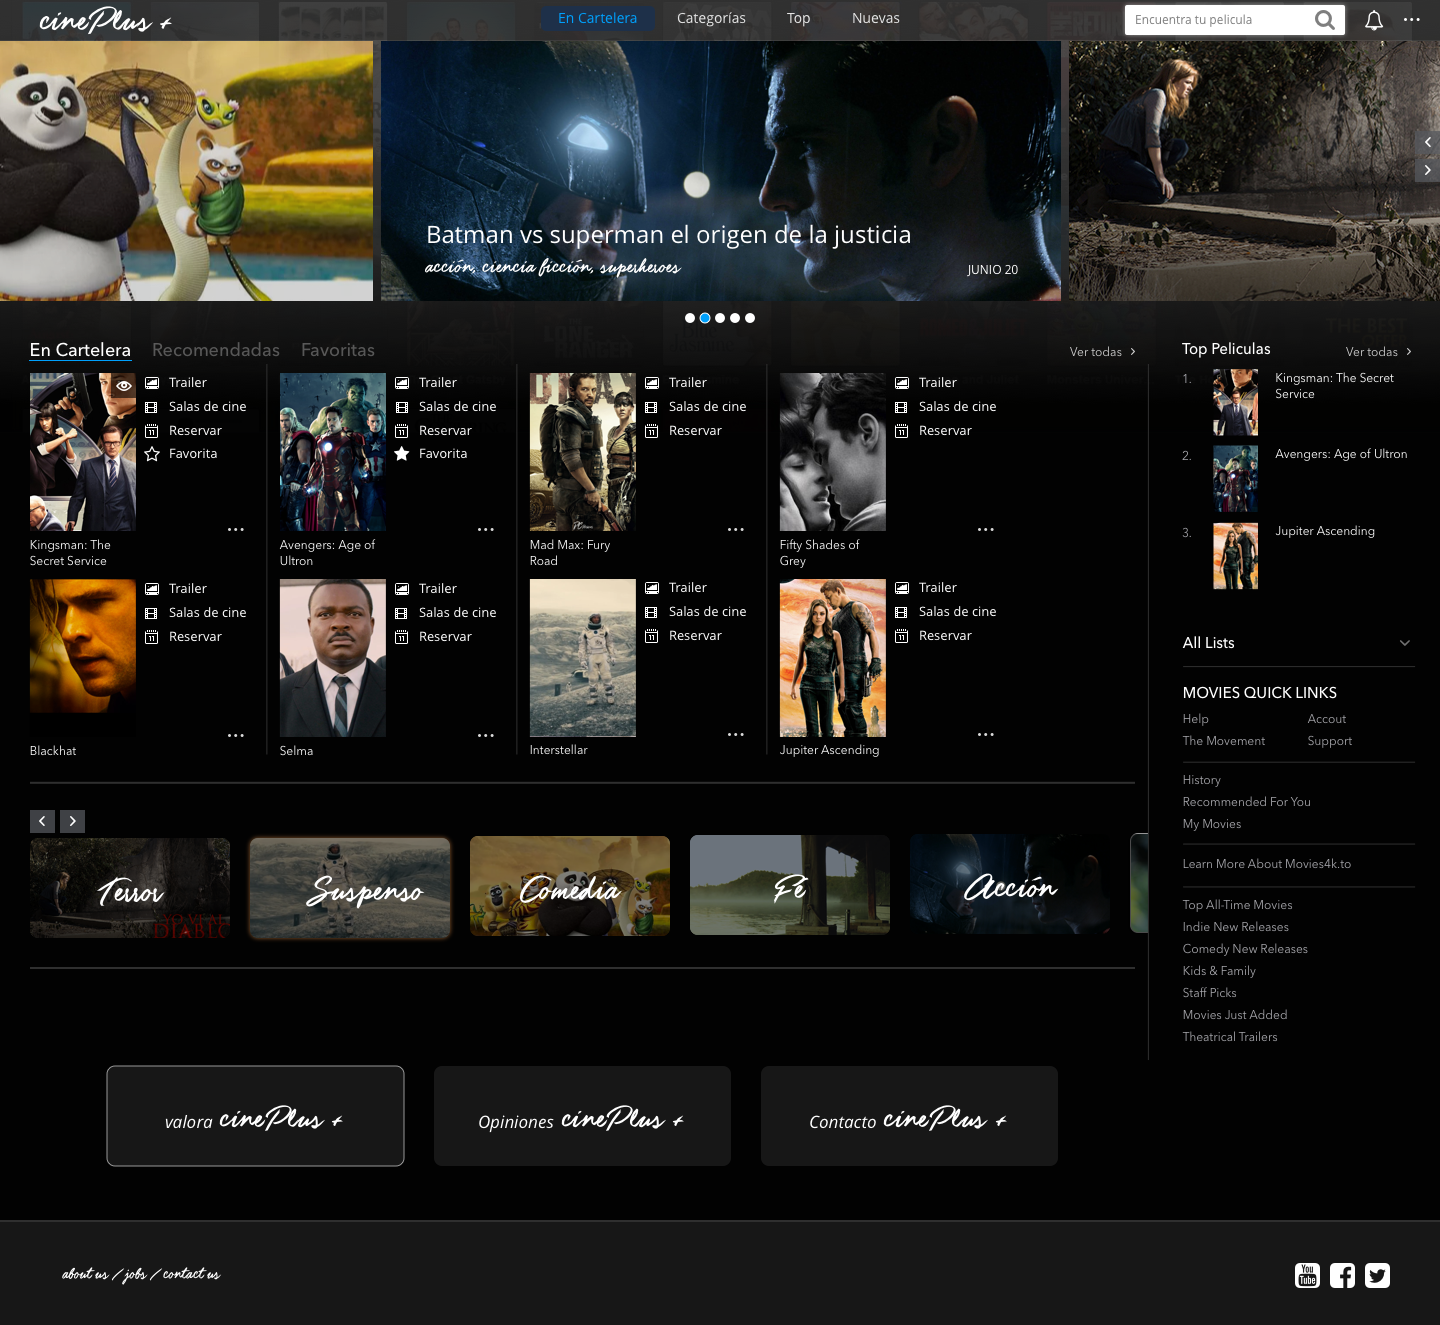 cinePlus +
En Cartelera
Categorías
Top
Nuevas
Encuentra tu pelicula
Batman vs superman el origen de la justicia
acción, ciencia ficción, superheroes
JUNIO 20
En Cartelera
Recomendadas
Favoritas
Ver todas
Trailer
Salas de cine
Reservar
Favorita
Kingsman: The
Secret Service
Trailer
Salas de cine
Reservar
Favorita
Avengers: Age of
Ultron
Trailer
Salas de cine
Reservar
Mad Max: Fury
Road
Trailer
Salas de cine
Reservar
Fifty Shades of
Grey
Trailer
Salas de cine
Reservar
Blackhat
Trailer
Salas de cine
Reservar
Selma
Trailer
Salas de cine
Reservar
Interstellar
Trailer
Salas de cine
Reservar
Jupiter Ascending
Terror
Suspenso
Comedia
Fé
Acción
Top Peliculas
Ver todas
1.
Kingsman: The Secret
Service
2.
Avengers: Age of Ultron
3.
Jupiter Ascending
All Lists
MOVIES QUICK LINKS
Help
Accout
The Movement
Support
History
Recommended For You
My Movies
Learn More About Movies4k.to
Top All-Time Movies
Indie New Releases
Comedy New Releases
Kids & Family
Staff Picks
Movies Just Added
Theatrical Trailers
valora cinePlus +
Opiniones cinePlus +
Contacto cinePlus +
about us / jobs / contact us
You
Tube